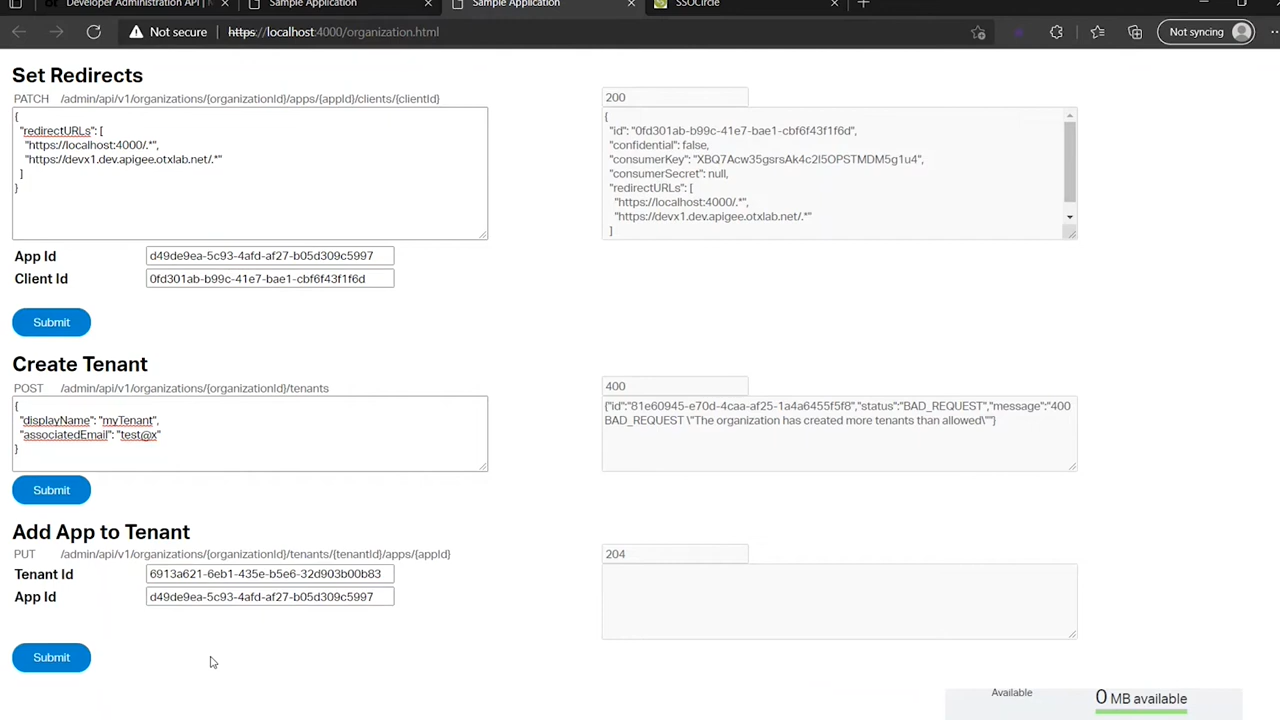 Developer Administration API |
Sample Application
Sample Application
SSOCircle
Not secure
https://localhost:4000/organization.html
Not syncing
Set Redirects
PATCH /admin/api/v1/organizations/{organizationId}/apps/{appId}/clients/{clientId}
{
"redirectURLs": [
"https://localhost:4000/.*",
"https://devx1.dev.apigee.otxlab.net/.*"
]
}
200
{
"id": "0fd301ab-b99c-41e7-bae1-cbf6f43f1f6d",
"confidential": false,
"consumerKey": "XBQ7Acw35gsrsAk4c2I5OPSTMDM5g1u4",
"consumerSecret": null,
"redirectURLs": [
"https://localhost:4000/.*",
"https://devx1.dev.apigee.otxlab.net/.*"
]
App Id d49de9ea-5c93-4afd-af27-b05d309c5997
Client Id 0fd301ab-b99c-41e7-bae1-cbf6f43f1f6d
Submit
Create Tenant
POST /admin/api/v1/organizations/{organizationId}/tenants
{
"displayName": "myTenant",
"associatedEmail": "test@x"
}
400
{"id":"81e60945-e70d-4caa-af25-1a4a6455f5f8","status":"BAD_REQUEST","message":"400
BAD_REQUEST \"The organization has created more tenants than allowed\""}
Submit
Add App to Tenant
PUT /admin/api/v1/organizations/{organizationId}/tenants/{tenantId}/apps/{appId}
204
Tenant Id 6913a621-6eb1-435e-b5e6-32d903b00b83
App Id d49de9ea-5c93-4afd-af27-b05d309c5997
Submit
Available 0 MB available